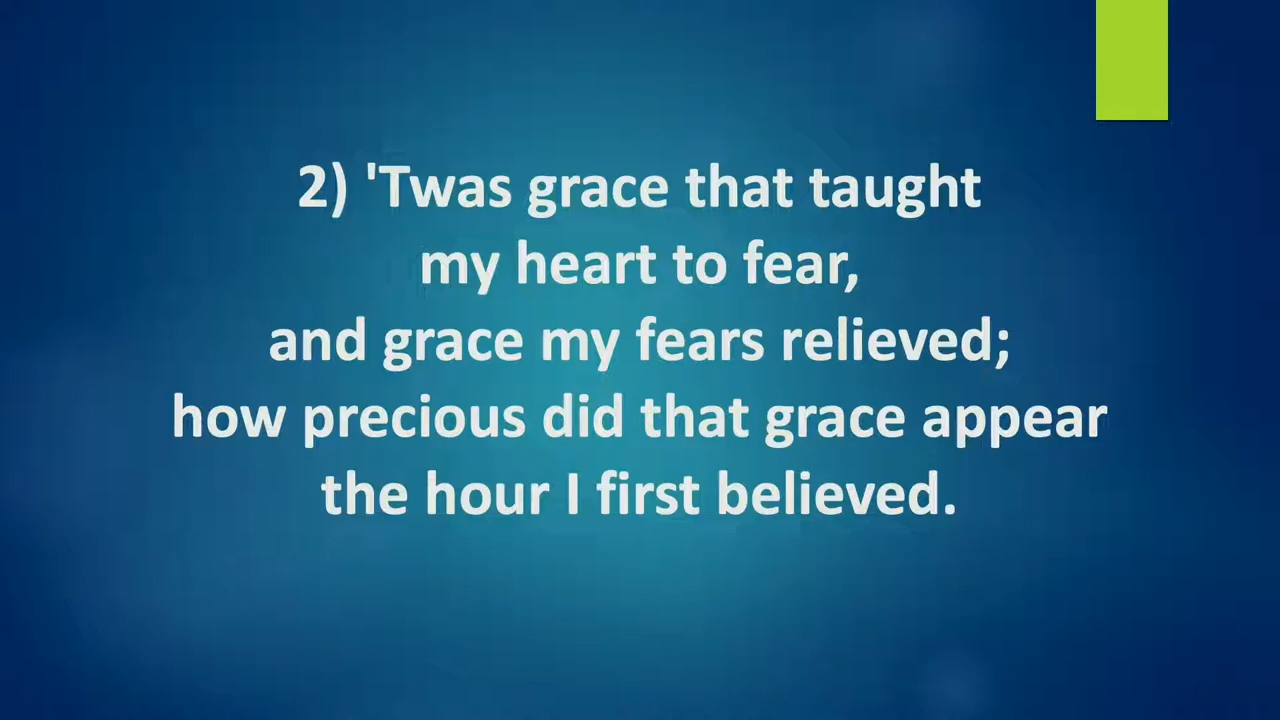 2) 'Twas grace that taught
my heart to fear,
and grace my fears relieved;
how precious did that grace appear
the hour I first believed.